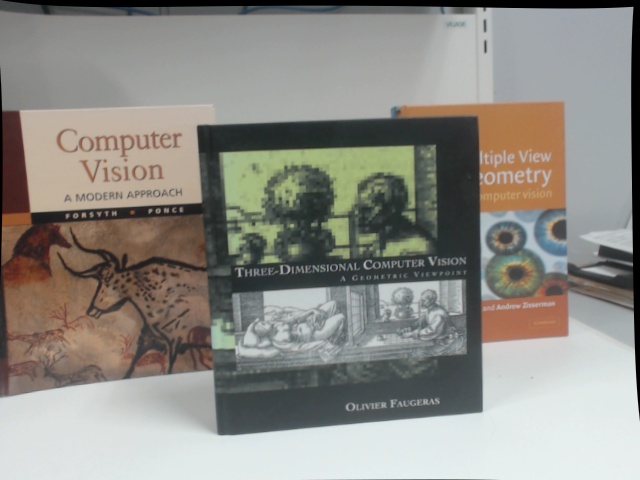 Computer
Vision
A MODERN APPROACH
FORSYTH PONCE
THREE-DIMENSIONAL COMPUTER VISION
A GEOMETRIC VIEWPOINT
OLIVIER FAUGERAS
ltiple View
eometry
omputer vision
and Andrew Zisserman